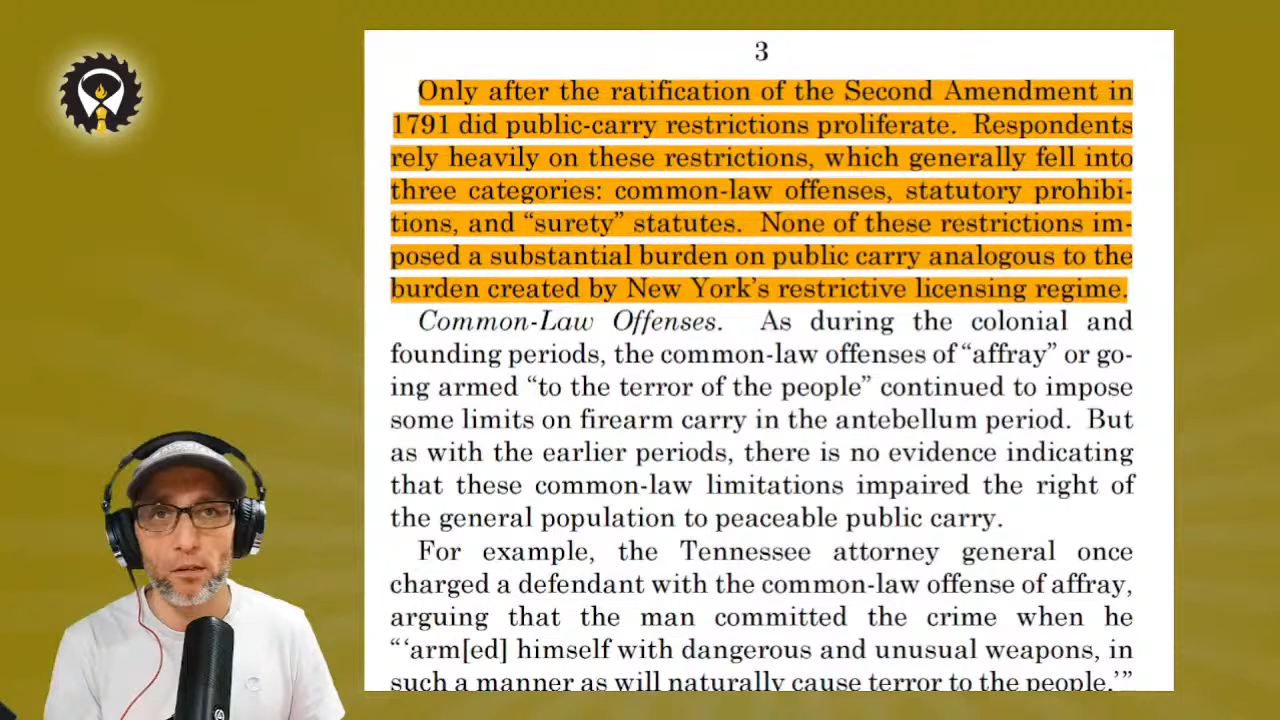 3
Only after the ratification of the Second Amendment in
1791 did public-carry restrictions proliferate. Respondents
rely heavily on these restrictions, which generally fell into
three categories: common-law offenses, statutory prohibi-
tions, and “surety” statutes. None of these restrictions im-
posed a substantial burden on public carry analogous to the
burden created by New York’s restrictive licensing regime.
Common-Law Offenses. As during the colonial and
founding periods, the common-law offenses of “affray” or go-
ing armed “to the terror of the people” continued to impose
some limits on firearm carry in the antebellum period. But
as with the earlier periods, there is no evidence indicating
that these common-law limitations impaired the right of
the general population to peaceable public carry.
For example, the Tennessee attorney general once
charged a defendant with the common-law offense of affray,
arguing that the man committed the crime when he
“‘arm[ed] himself with dangerous and unusual weapons, in
such a manner as will naturally cause terror to the people.’”